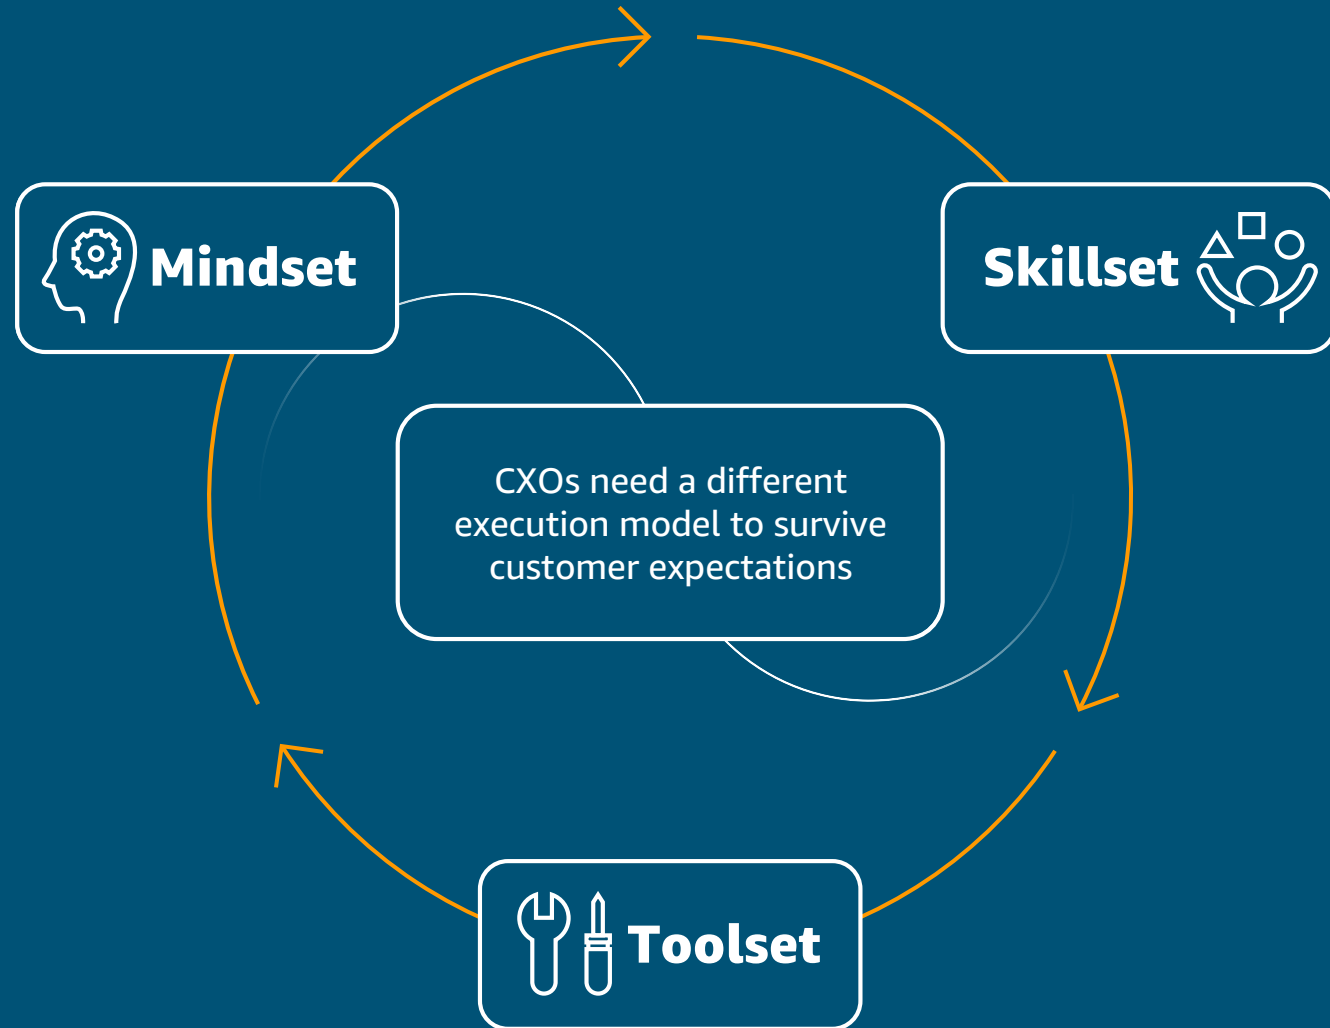 Mindset
Skillset
CXOs need a different
execution model to survive
customer expectations
Toolset